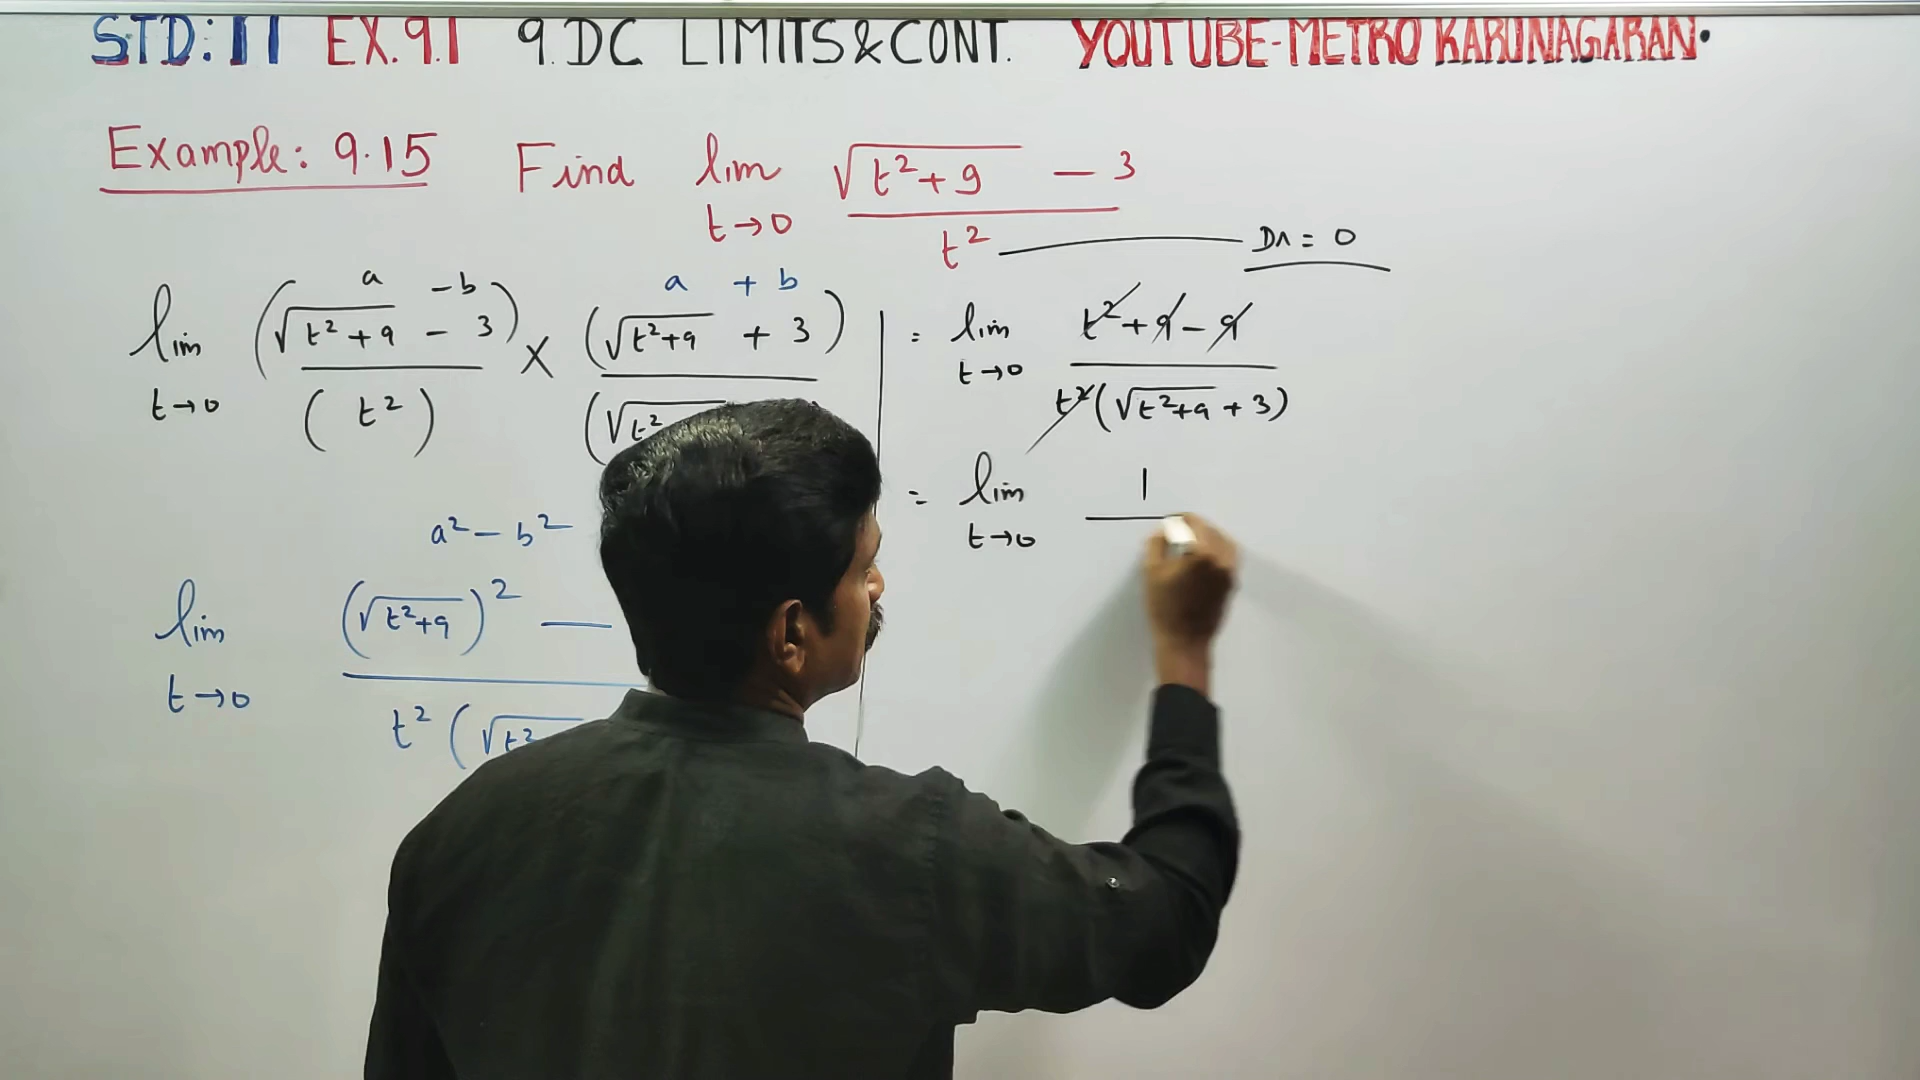 STD: 11 EX. 9.1 9. DC LIMITS & CONT. YOUTUBE-METRO KARUNAGARAN.
Example: 9.15 Find lim √(t²+9) − 3
t→0 t² — Dr = 0
a − b a + b
lim (√(t²+9) − 3) × (√(t²+9) + 3)
t→0 (t²) (√t²
a² − b²
lim (√(t²+9))² —
t→0 t² (√t²
= lim t² + 9 − 9
t→0 t² (√(t²+9) + 3)
= lim 1
t→0